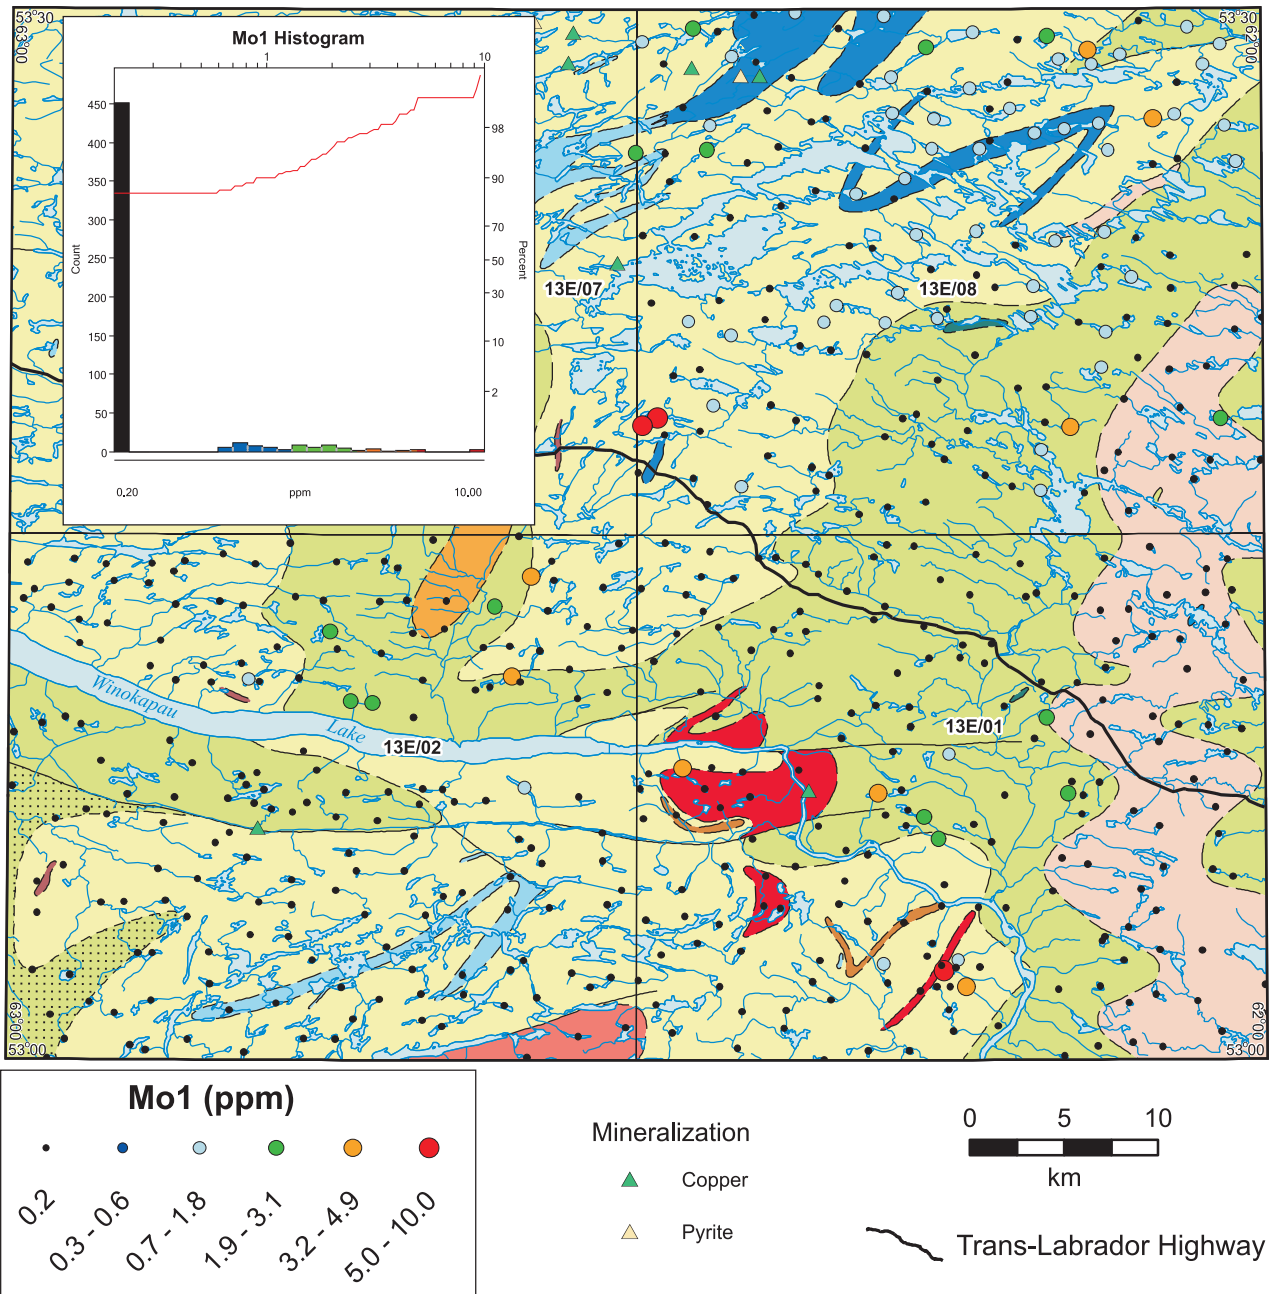 53°30
63°00
53°30
62°00
Mo1 Histogram
1
10
450
400
350
300
250
200
150
100
50
0
Count
98
90
70
50
30
10
2
Percent
0.20
ppm
10.00
13E/07
13E/08
Winokapau
Lake
13E/02
13E/01
63°00
53°00
62°00
53°00
Mo1 (ppm)
0.2
0.3 - 0.6
0.7 - 1.8
1.9 - 3.1
3.2 - 4.9
5.0 - 10.0
Mineralization
Copper
Pyrite
0 5 10
km
Trans-Labrador Highway